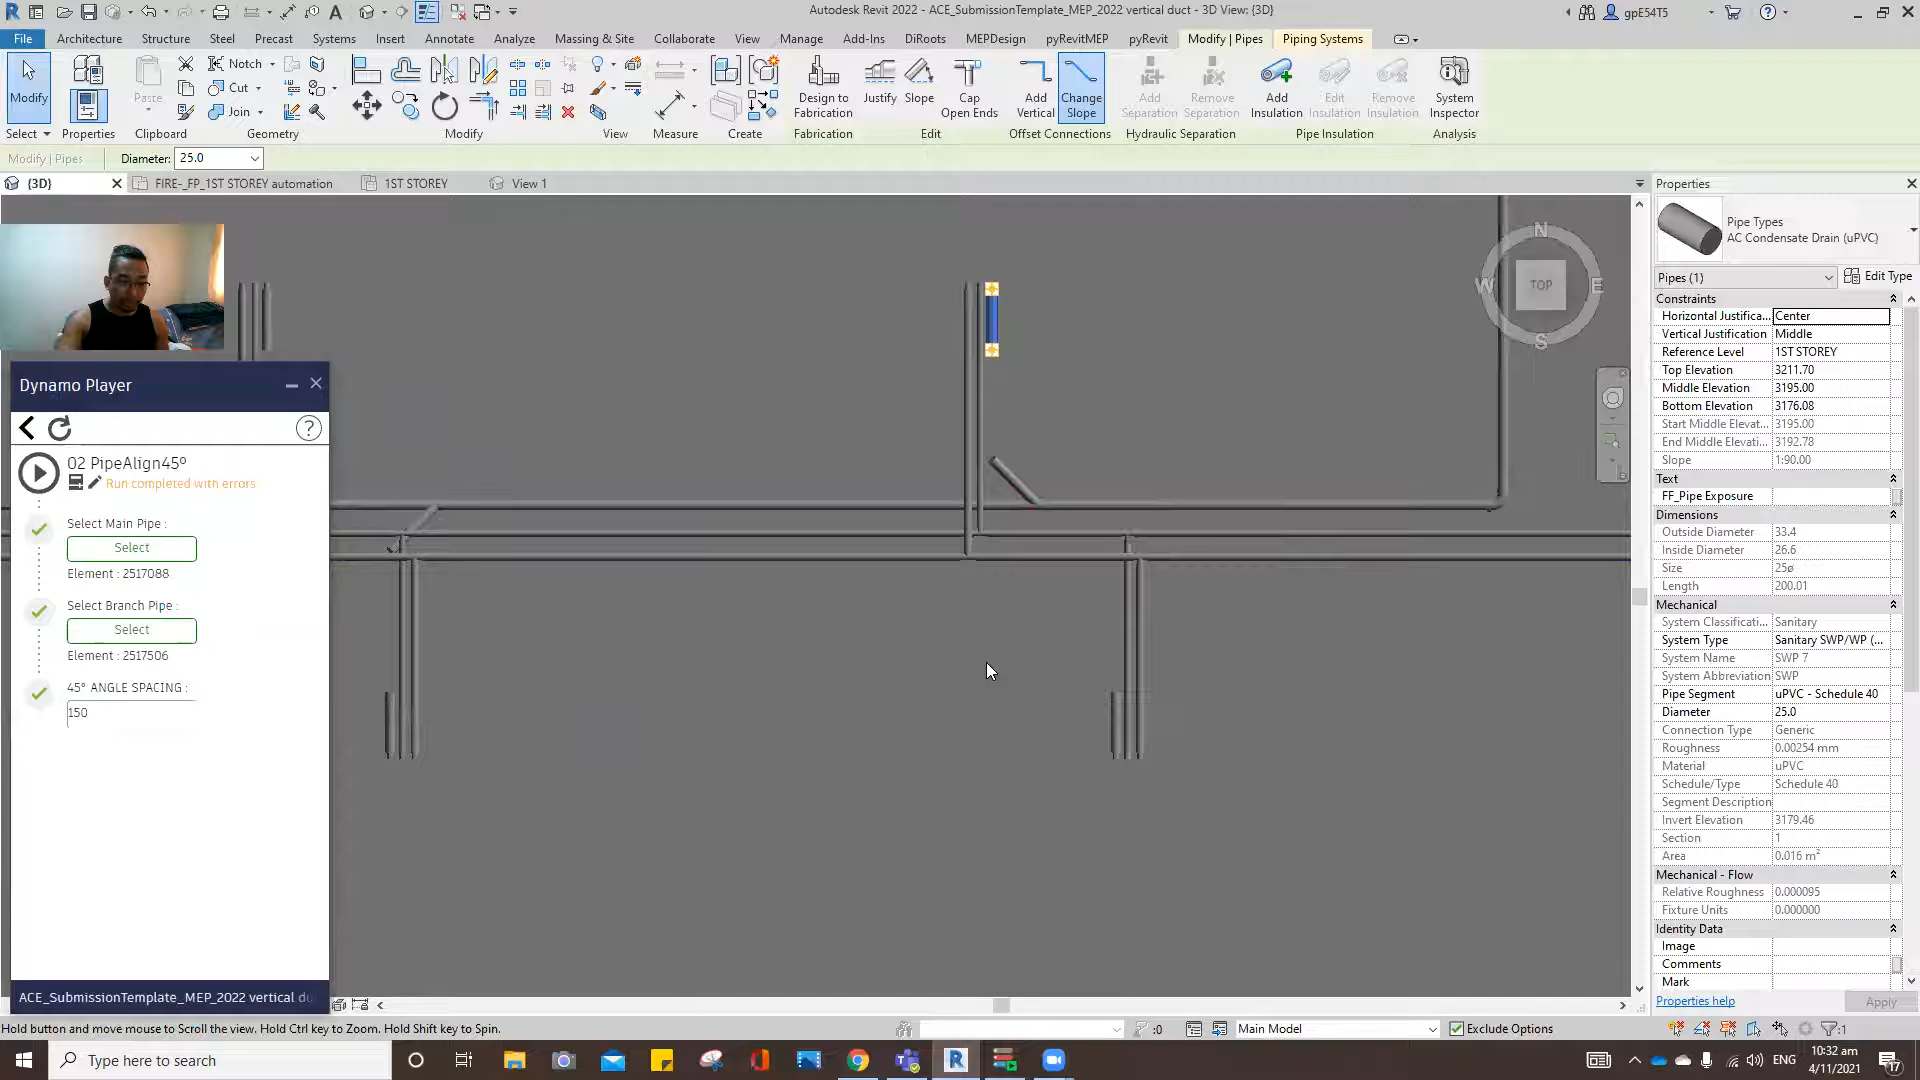 Autodesk Revit 2022 - ACE_SubmissionTemplate_MEP_2022 vertical duct - 3D View: {3D}
gpE54T5
File Architecture Structure Steel Precast Systems Insert Annotate Analyze Massing & Site Collaborate View Manage Add-Ins DiRoots MEPDesign pyRevitMEP pyRevit Modify | Pipes Piping Systems
Modify
Paste
Notch
Cut
Join
Design to Fabrication
Justify
Slope
Cap Open Ends
Add Vertical
Change Slope
Add Separation
Remove Separation
Add Insulation
Edit Insulation
Remove Insulation
System Inspector
Select Properties Clipboard Geometry Modify View Measure Create Fabrication Edit Offset Connections Hydraulic Separation Pipe Insulation Analysis
Modify | Pipes Diameter: 25.0
{3D} FIRE-_FP_1ST STOREY automation 1ST STOREY View 1
N
W TOP E
S
Dynamo Player
?
02 PipeAlign45º
Run completed with errors
Select Main Pipe :
Select
Element : 2517088
Select Branch Pipe :
Select
Element : 2517506
45° ANGLE SPACING :
150
ACE_SubmissionTemplate_MEP_2022 vertical du
Properties
Pipe Types
AC Condensate Drain (uPVC)
Pipes (1) Edit Type
Constraints
Horizontal Justifica... Center
Vertical Justification Middle
Reference Level 1ST STOREY
Top Elevation 3211.70
Middle Elevation 3195.00
Bottom Elevation 3176.08
Start Middle Elevat... 3195.00
End Middle Elevati... 3192.78
Slope 1:90.00
Text
FF_Pipe Exposure
Dimensions
Outside Diameter 33.4
Inside Diameter 26.6
Size 25ø
Length 200.01
Mechanical
System Classificati... Sanitary
System Type Sanitary SWP/WP (...
System Name SWP 7
System Abbreviation SWP
Pipe Segment uPVC - Schedule 40
Diameter 25.0
Connection Type Generic
Roughness 0.00254 mm
Material uPVC
Schedule/Type Schedule 40
Segment Description
Invert Elevation 3179.46
Section 1
Area 0.016 m²
Mechanical - Flow
Relative Roughness 0.000095
Fixture Units 0.000000
Identity Data
Image
Comments
Mark
Properties help Apply
Hold button and move mouse to Scroll the view. Hold Ctrl key to Zoom. Hold Shift key to Spin. :0 Main Model Exclude Options :1
Type here to search
ENG
10:32 am
4/11/2021
17